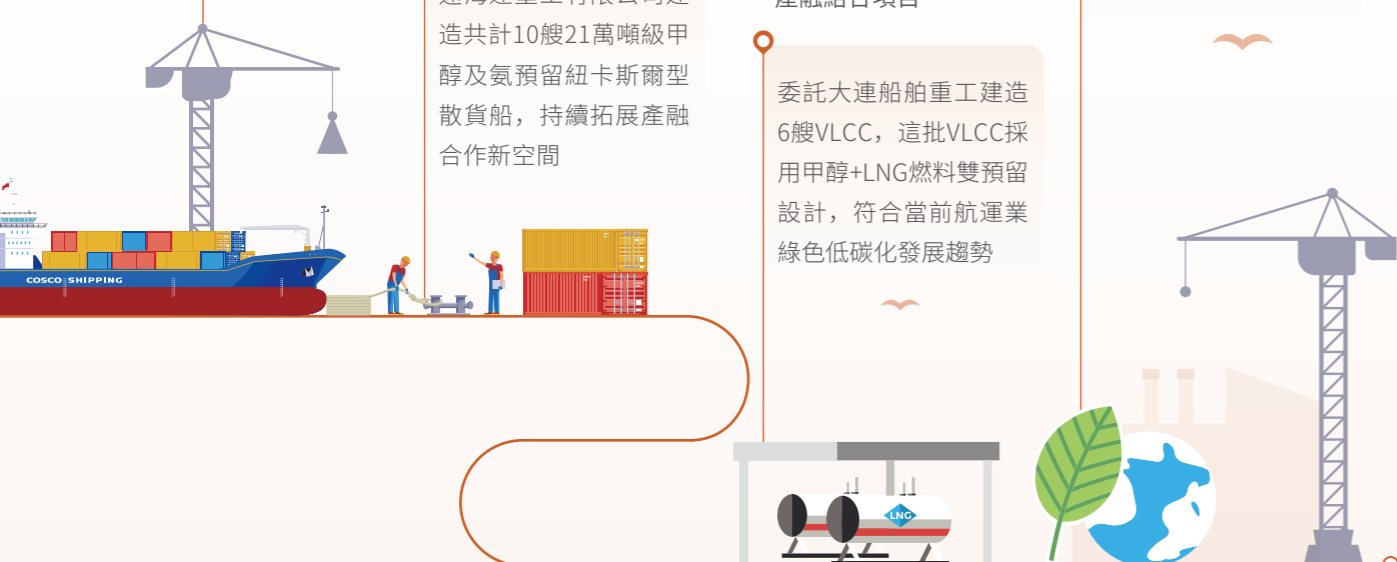 造共計10艘21萬噸級甲
醇及氨預留紐卡斯爾型
散貨船，持續拓展產融
合作新空間
委託大連船舶重工建造
6艘VLCC，這批VLCC採
用甲醇+LNG燃料雙預留
設計，符合當前航運業
綠色低碳化發展趨勢
COSCO SHIPPING
LNG